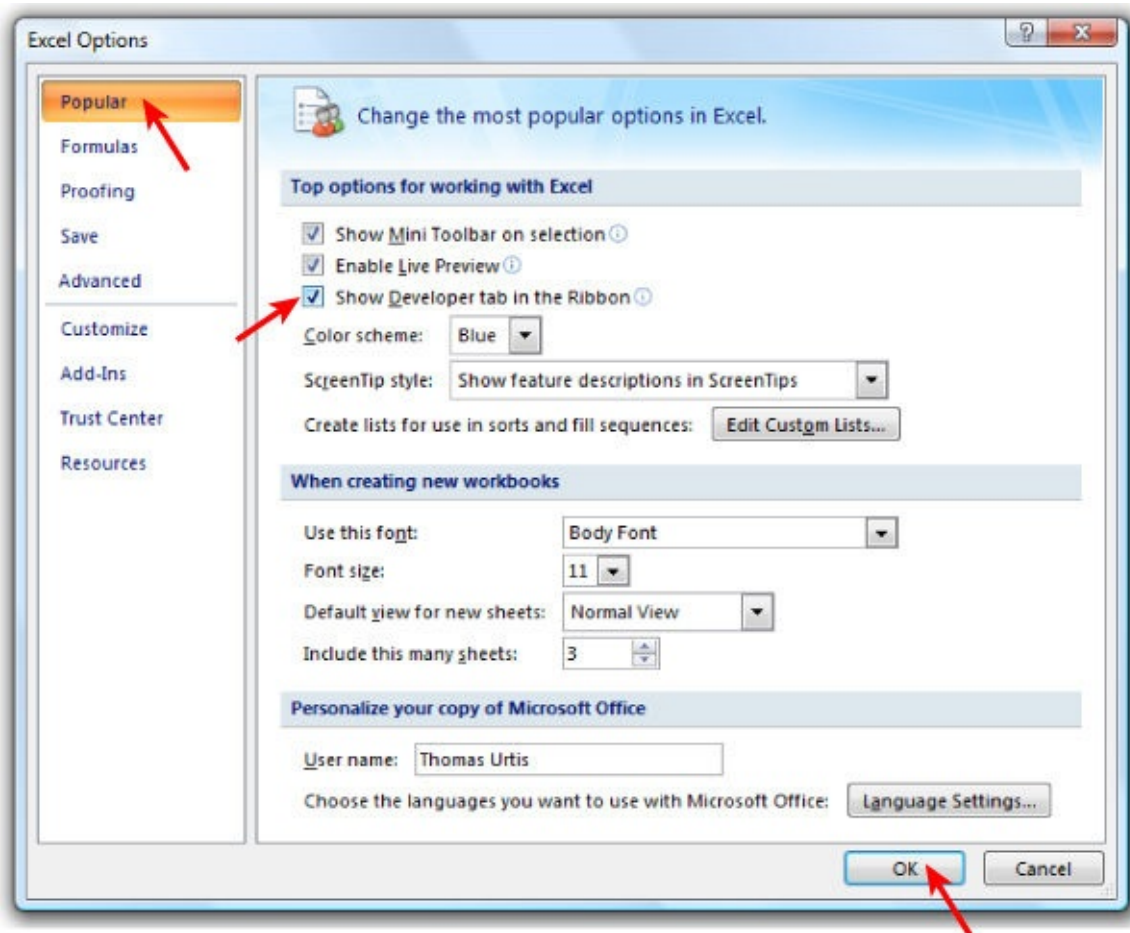 Excel Options
Popular
Formulas
Proofing
Save
Advanced
Customize
Add-Ins
Trust Center
Resources
Change the most popular options in Excel.
Top options for working with Excel
Show Mini Toolbar on selection
Enable Live Preview
Show Developer tab in the Ribbon
Color scheme: Blue
ScreenTip style: Show feature descriptions in ScreenTips
Create lists for use in sorts and fill sequences: Edit Custom Lists...
When creating new workbooks
Use this font: Body Font
Font size: 11
Default view for new sheets: Normal View
Include this many sheets: 3
Personalize your copy of Microsoft Office
User name: Thomas Urtis
Choose the languages you want to use with Microsoft Office: Language Settings...
OK Cancel